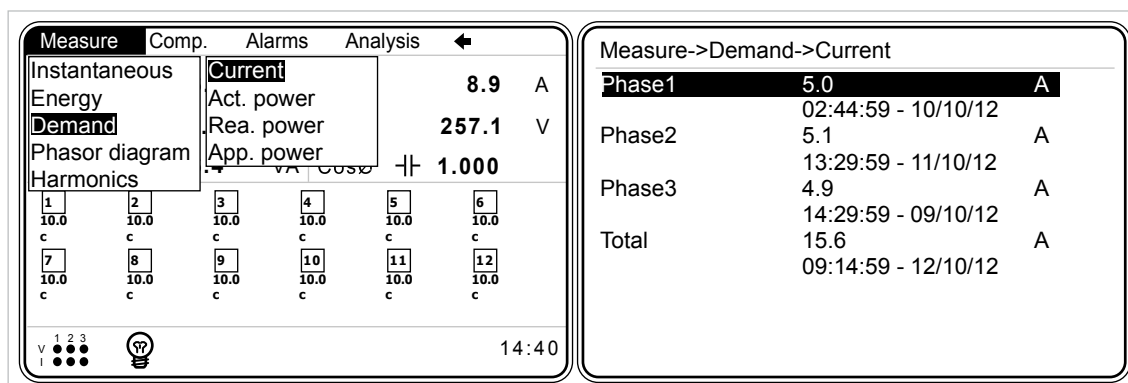 Measure Comp. Alarms Analysis
Instantaneous Current 8.9 A
Energy Act. power
Demand Rea. power 257.1 V
Phasor diagram App. power
VA CosØ 1.000
Harmonics
1 2 3 4 5 6
10.0 10.0 10.0 10.0 10.0 10.0
c c c c c c
7 8 9 10 11 12
10.0 10.0 10.0 10.0 10.0 10.0
c c c c c c
1 2 3
V
I
14:40
Measure->Demand->Current
Phase1 5.0 A
02:44:59 - 10/10/12
Phase2 5.1 A
13:29:59 - 11/10/12
Phase3 4.9 A
14:29:59 - 09/10/12
Total 15.6 A
09:14:59 - 12/10/12